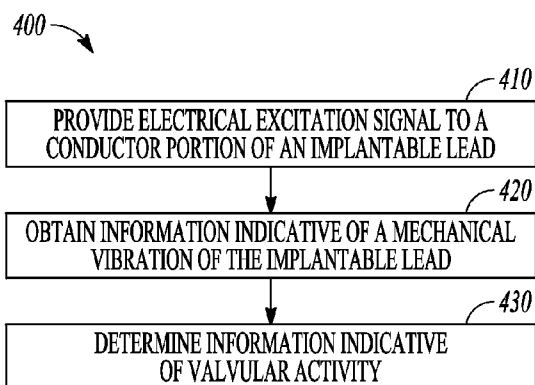 400
410
PROVIDE ELECTRICAL EXCITATION SIGNAL TO A
CONDUCTOR PORTION OF AN IMPLANTABLE LEAD
420
OBTAIN INFORMATION INDICATIVE OF A MECHANICAL
VIBRATION OF THE IMPLANTABLE LEAD
430
DETERMINE INFORMATION INDICATIVE
OF VALVULAR ACTIVITY